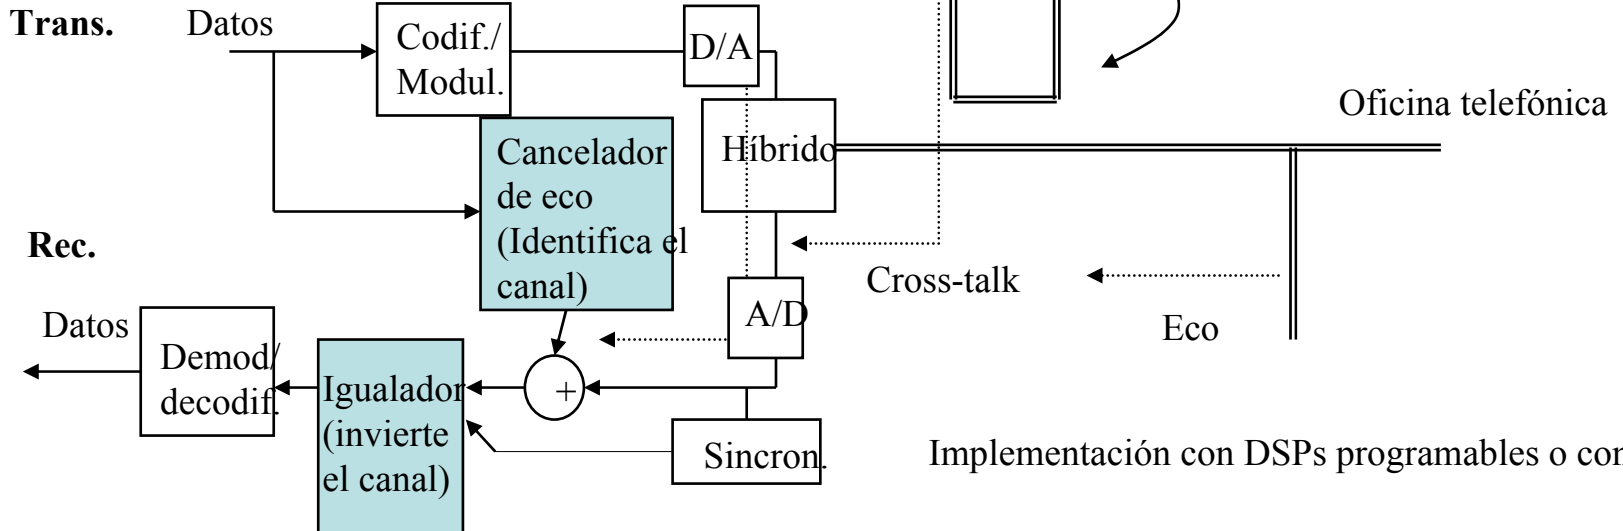 Trans.
Datos
Codif./
Modul.
D/A
Oficina telefónica
Híbrido
Cancelador
de eco
(Identifica el
canal)
Rec.
Cross-talk
Eco
A/D
Datos
Demod/
decodif.
Igualador
(invierte
el canal)
+
Sincron.
Implementación con DSPs programables o con